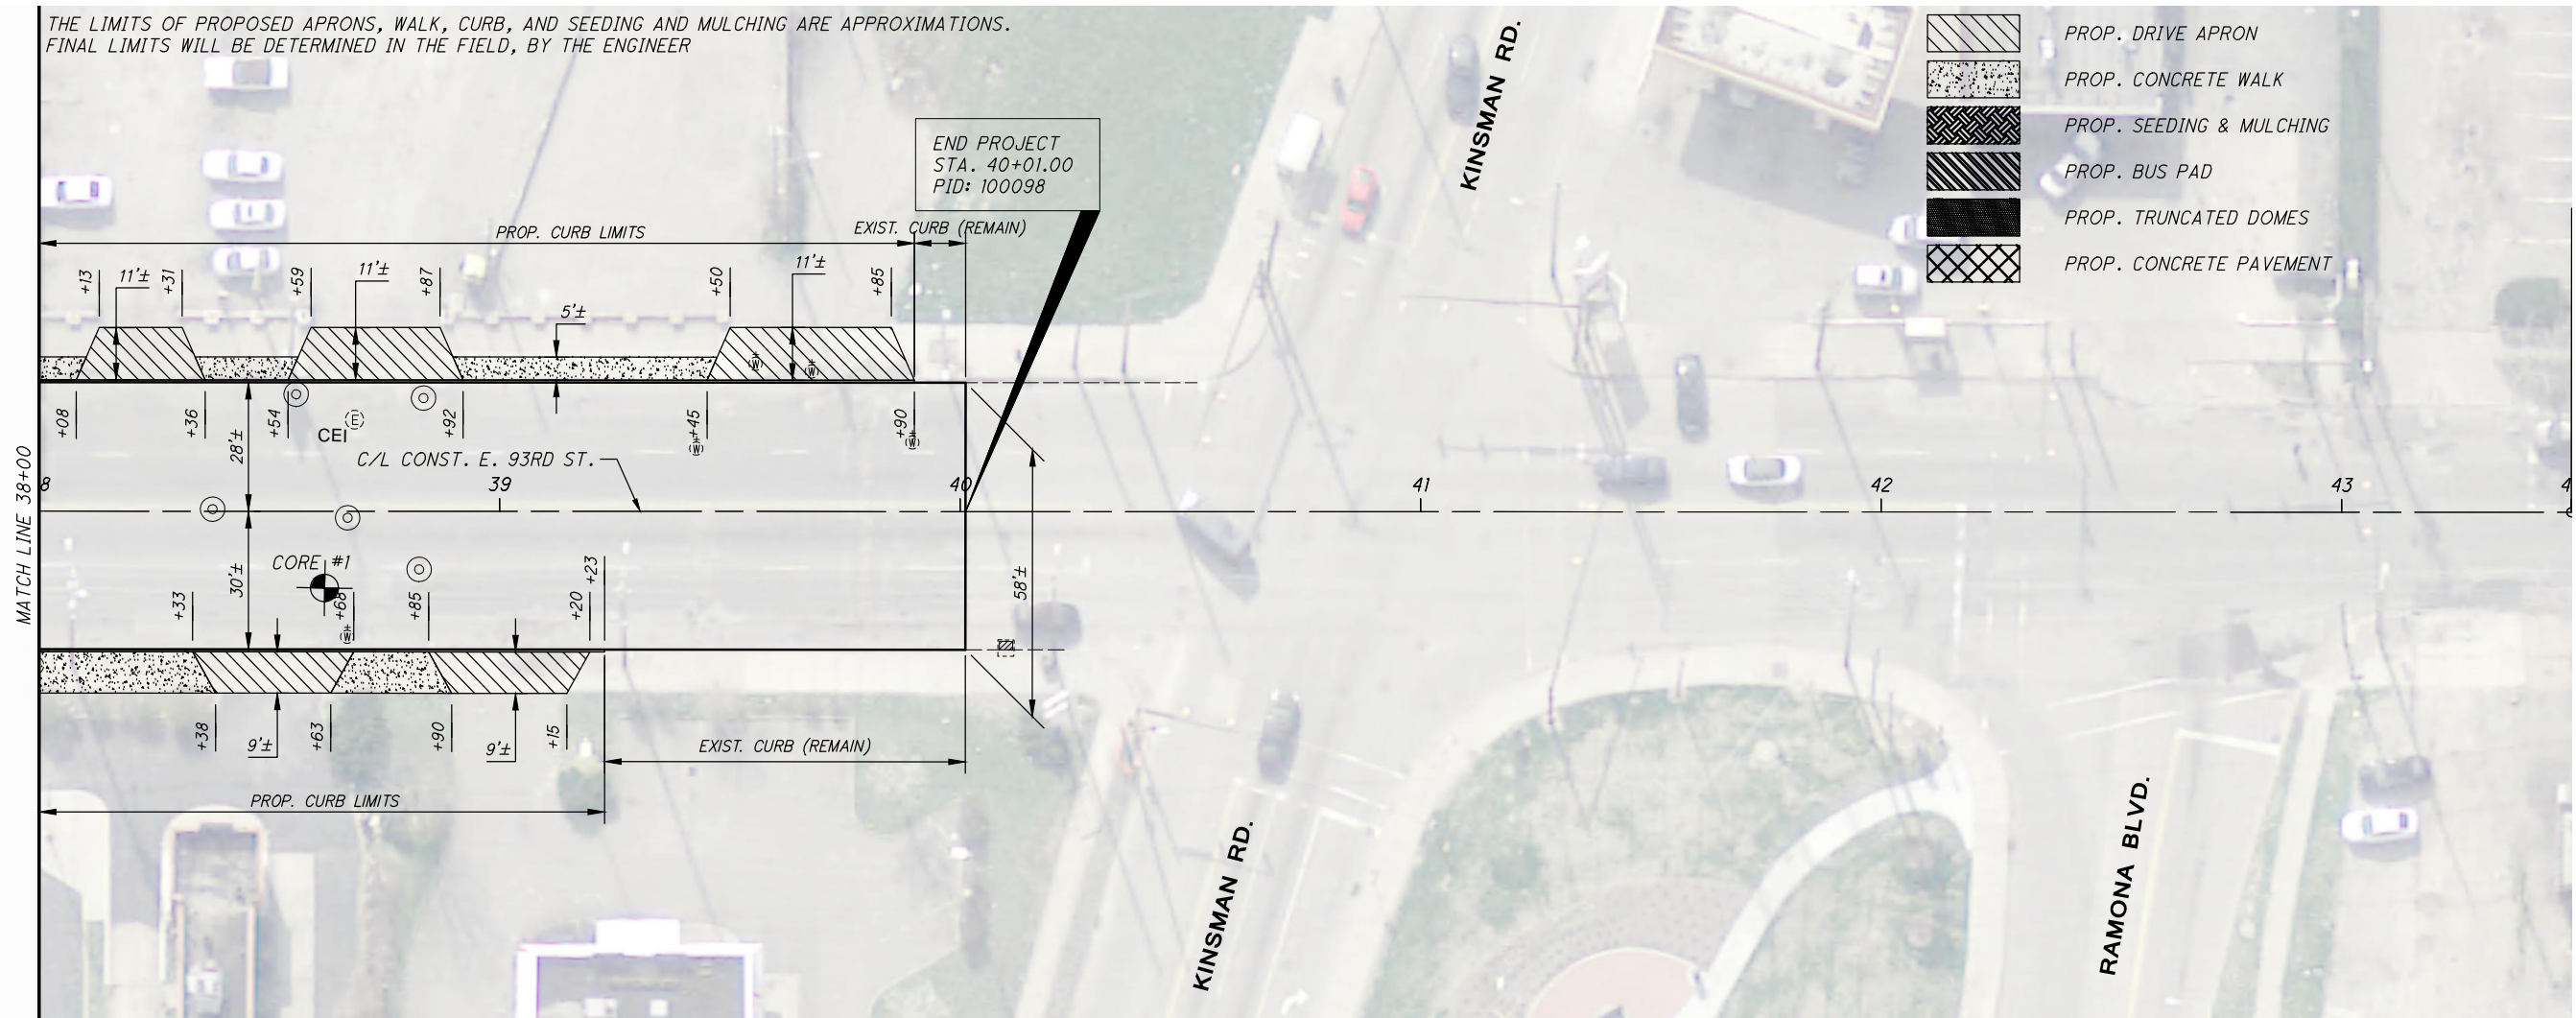 THE LIMITS OF PROPOSED APRONS, WALK, CURB, AND SEEDING AND MULCHING ARE APPROXIMATIONS.
FINAL LIMITS WILL BE DETERMINED IN THE FIELD, BY THE ENGINEER
PROP. DRIVE APRON
PROP. CONCRETE WALK
PROP. SEEDING & MULCHING
PROP. BUS PAD
PROP. TRUNCATED DOMES
PROP. CONCRETE PAVEMENT
KINSMAN RD.
END PROJECT
STA. 40+01.00
PID: 100098
PROP. CURB LIMITS
EXIST. CURB (REMAIN)
+13
11'±
+31
+59
11'±
+87
5'±
+50
11'±
+85
+08
+36
+54
+92
+45
+90
W
W
W
W
E
CEI
28'±
C/L CONST. E. 93RD ST.
MATCH LINE 38+00
8
39
40
41
42
43
4
CORE #1
30'±
58'±
+33
+68
+85
+20
+23
W
+38
9'±
+63
+90
9'±
+15
EXIST. CURB (REMAIN)
PROP. CURB LIMITS
KINSMAN RD.
RAMONA BLVD.